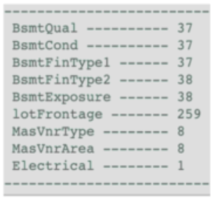 ----------------------------
BsmtQual ----------- 37
BsmtCond ----------- 37
BsmtFinType1 ------- 37
BsmtFinType2 ------- 38
BsmtExposure ------- 38
lotFrontage -------- 259
MasVnrType --------- 8
MasVnrArea --------- 8
Electrical --------- 1
----------------------------